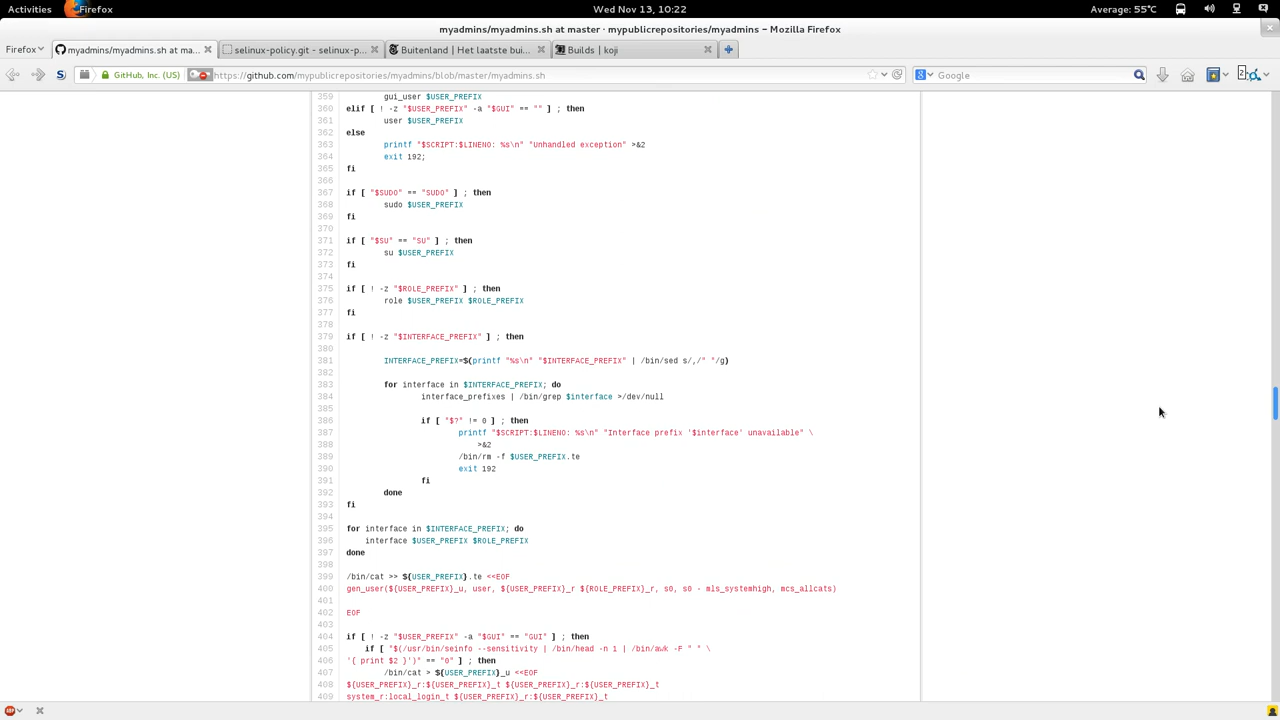 Activities Firefox Wed Nov 13, 10:22 Average: 55°C
myadmins/myadmins.sh at master · mypublicrepositories/myadmins – Mozilla Firefox
Firefox myadmins/myadmins.sh at ma... selinux-policy.git - selinux-p... Buitenland | Het laatste bui... Builds | koji
GitHub, Inc. (US) https://github.com/mypublicrepositories/myadmins/blob/master/myadmins.sh Google
359 gui_user $USER_PREFIX
360 elif [ ! -z "$USER_PREFIX" -a "$GUI" == "" ] ; then
361 user $USER_PREFIX
362 else
363 printf "$SCRIPT:$LINENO: %s\n" "Unhandled exception" >&2
364 exit 192;
365 fi
366
367 if [ "$SUDO" == "SUDO" ] ; then
368 sudo $USER_PREFIX
369 fi
370
371 if [ "$SU" == "SU" ] ; then
372 su $USER_PREFIX
373 fi
374
375 if [ ! -z "$ROLE_PREFIX" ] ; then
376 role $USER_PREFIX $ROLE_PREFIX
377 fi
378
379 if [ ! -z "$INTERFACE_PREFIX" ] ; then
380
381 INTERFACE_PREFIX=$(printf "%s\n" "$INTERFACE_PREFIX" | /bin/sed s/,/" "/g)
382
383 for interface in $INTERFACE_PREFIX; do
384 interface_prefixes | /bin/grep $interface >/dev/null
385
386 if [ "$?" != 0 ] ; then
387 printf "$SCRIPT:$LINENO: %s\n" "Interface prefix '$interface' unavailable" \
388 >&2
389 /bin/rm -f $USER_PREFIX.te
390 exit 192
391 fi
392 done
393 fi
394
395 for interface in $INTERFACE_PREFIX; do
396 interface $USER_PREFIX $ROLE_PREFIX
397 done
398
399 /bin/cat >> ${USER_PREFIX}.te <<EOF
400 gen_user(${USER_PREFIX}_u, user, ${USER_PREFIX}_r ${ROLE_PREFIX}_r, s0, s0 - mls_systemhigh, mcs_allcats)
401
402 EOF
403
404 if [ ! -z "$USER_PREFIX" -a "$GUI" == "GUI" ] ; then
405 if [ "$(/usr/bin/seinfo --sensitivity | /bin/head -n 1 | /bin/awk -F " " \
406 '{ print $2 }')" == "0" ] ; then
407 /bin/cat > ${USER_PREFIX}_u <<EOF
408 ${USER_PREFIX}_r:${USER_PREFIX}_t ${USER_PREFIX}_r:${USER_PREFIX}_t
409 system_r:local_login_t ${USER_PREFIX}_r:${USER_PREFIX}_t